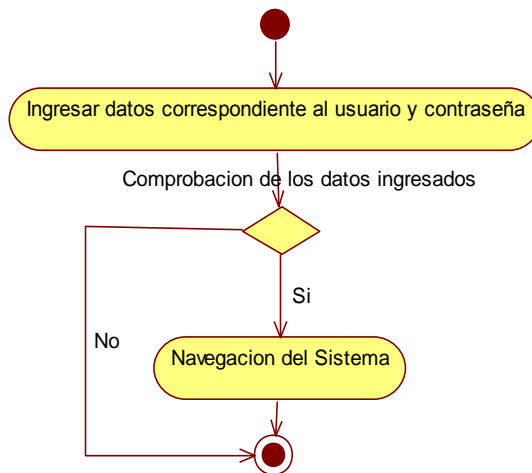 Ingresar datos correspondiente al usuario y contraseña
Comprobacion de los datos ingresados
Si
No
Navegacion del Sistema